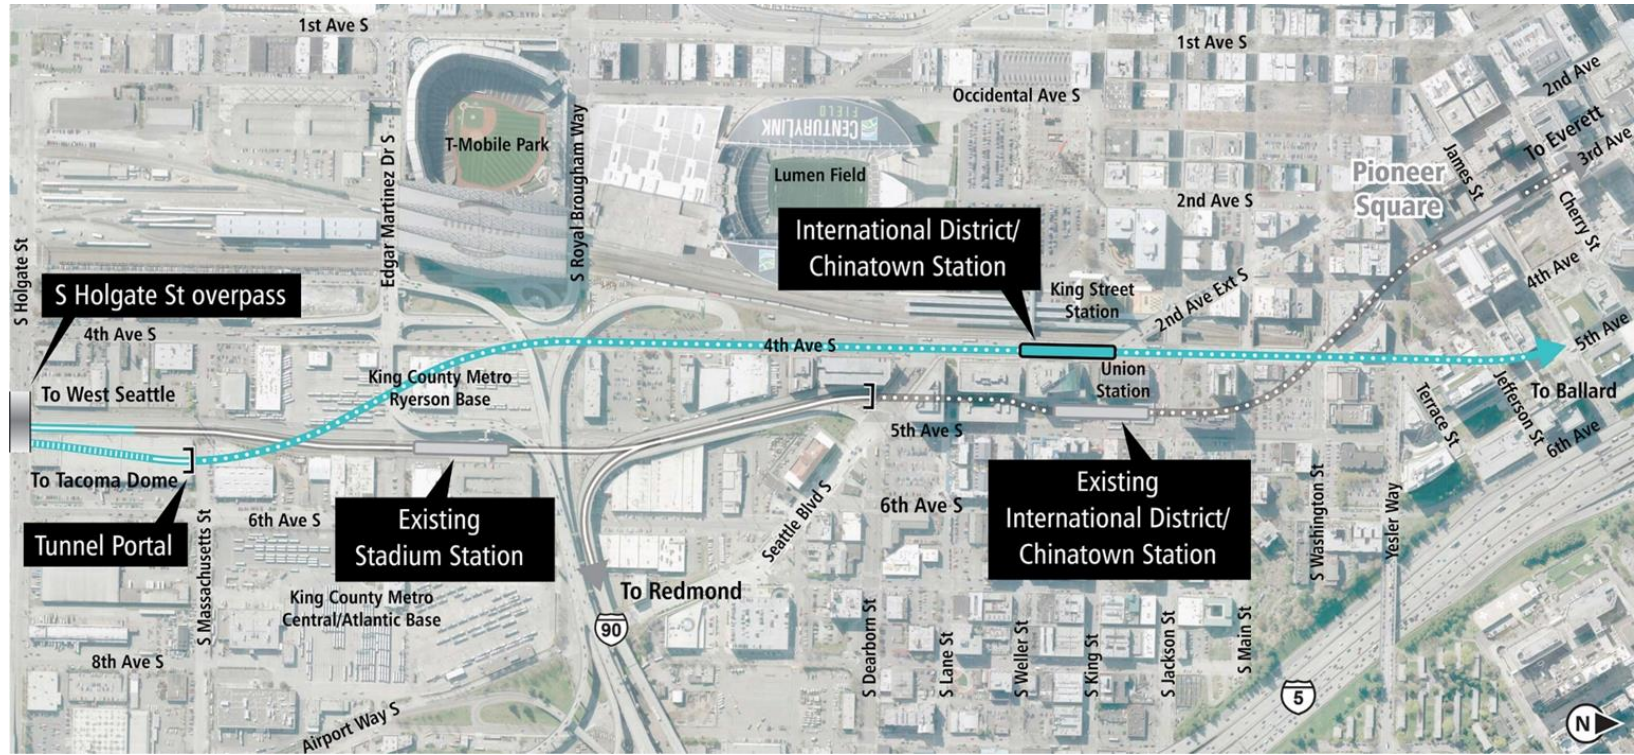 1st Ave S
1st Ave S
2nd Ave
Occidental Ave S
CENTURYLINK
FIELD
To Everett
3rd Ave
T-Mobile Park
Edgar Martinez Dr S
S Royal Brougham Way
Lumen Field
James St
Pioneer
Square
2nd Ave S
Cherry St
International District/
Chinatown Station
S Holgate St
S Holgate St overpass
King Street
Station
2nd Ave Ext S
4th Ave
5th Ave
4th Ave S
4th Ave S
King County Metro
Ryerson Base
Union
Station
To West Seattle
Terrace St
Jefferson St
To Ballard
5th Ave S
6th Ave
To Tacoma Dome
Tunnel Portal
6th Ave S
Existing
Stadium Station
Seattle Blvd S
6th Ave S
Existing
International District/
Chinatown Station
S Washington St
Yesler Way
S Massachusetts St
King County Metro
Central/Atlantic Base
To Redmond
90
8th Ave S
S Dearborn St
S Lane St
S Weller St
S King St
S Jackson St
S Main St
5
Airport Way S
N